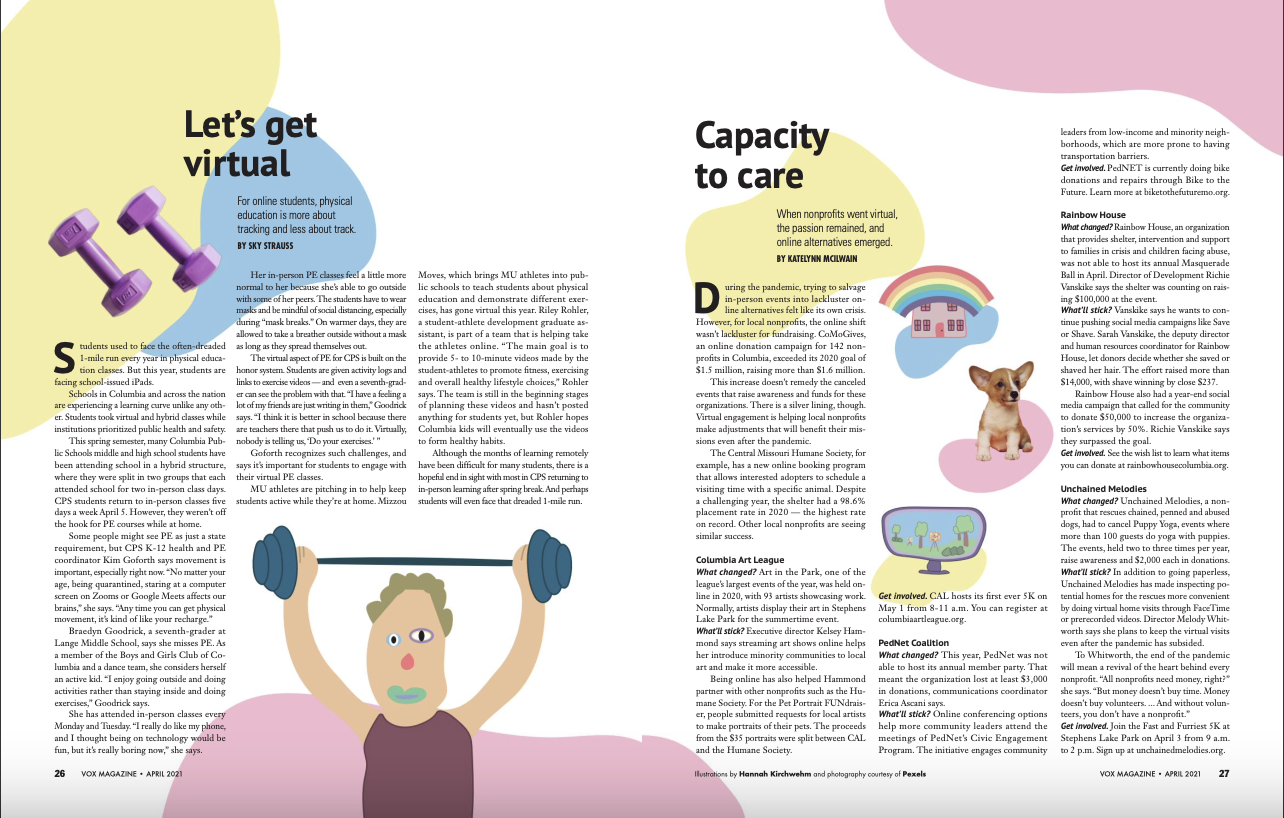 Let's get
virtual
For online students, physical
education is more about
tracking and less about track.
BY SKY STRAUSS
Students used to face the often-dreaded
1-mile run every year in physical educa-
tion classes. But this year, students are
facing school-issued iPads.
Schools in Columbia and across the nation
are experiencing a learning curve unlike any oth-
er. Students took virtual and hybrid classes while
institutions prioritized public health and safety.
This spring semester, many Columbia Pub-
lic Schools middle and high school students have
been attending school in a hybrid structure,
where they were split in two groups that each
attended school for two in-person class days.
CPS students return to in-person classes five
days a week April 5. However, they weren't off
the hook for PE courses while at home.
Some people might see PE as just a state
requirement, but CPS K-12 health and PE
coordinator Kim Goforth says movement is
important, especially right now. “No matter your
age, being quarantined, staring at a computer
screen on Zooms or Google Meets affects our
brains,” she says. “Any time you can get physical
movement, it's kind of like your recharge.”
Braedyn Goodrick, a seventh-grader at
Lange Middle School, says she misses PE. As
a member of the Boys and Girls Club of Co-
lumbia and a dance team, she considers herself
an active kid. “I enjoy going outside and doing
activities rather than staying inside and doing
exercises,” Goodrick says.
She has attended in-person classes every
Monday and Tuesday. “I really do like my phone,
and I thought being on technology would be
fun, but it's really boring now,” she says.
Her in-person PE classes feel a little more
normal to her because she's able to go outside
with some of her peers. The students have to wear
masks and be mindful of social distancing, especially
during “mask breaks.” On warmer days, they are
allowed to take a breather outside without a mask
as long as they spread themselves out.
The virtual aspect of PE for CPS is built on the
honor system. Students are given activity logs and
links to exercise videos — and even a seventh-grad-
er can see the problem with that. “I have a feeling a
lot of my friends are just writing in them,” Goodrick
says. “I think it is better in school because there
are teachers there that push us to do it. Virtually,
nobody is telling us, ‘Do your exercises.’ ”
Goforth recognizes such challenges, and
says it's important for students to engage with
their virtual PE classes.
MU athletes are pitching in to help keep
students active while they're at home. Mizzou
Moves, which brings MU athletes into pub-
lic schools to teach students about physical
education and demonstrate different exer-
cises, has gone virtual this year. Riley Rohler,
a student-athlete development graduate as-
sistant, is part of a team that is helping take
the athletes online. “The main goal is to
provide 5- to 10-minute videos made by the
student-athletes to promote fitness, exercising
and overall healthy lifestyle choices,” Rohler
says. The team is still in the beginning stages
of planning these videos and hasn't posted
anything for students yet, but Rohler hopes
Columbia kids will eventually use the videos
to form healthy habits.
Although the months of learning remotely
have been difficult for many students, there is a
hopeful end in sight with most in CPS returning to
in-person learning after spring break. And perhaps
students will even face that dreaded 1-mile run.
26 VOX MAGAZINE • APRIL 2021
Capacity
to care
When nonprofits went virtual,
the passion remained, and
online alternatives emerged.
BY KATELYNN MCILWAIN
During the pandemic, trying to salvage
in-person events into lackluster on-
line alternatives felt like its own crisis.
However, for local nonprofits, the online shift
wasn't lackluster for fundraising. CoMoGives,
an online donation campaign for 142 non-
profits in Columbia, exceeded its 2020 goal of
$1.5 million, raising more than $1.6 million.
This increase doesn't remedy the canceled
events that raise awareness and funds for these
organizations. There is a silver lining, though.
Virtual engagement is helping local nonprofits
make adjustments that will benefit their mis-
sions even after the pandemic.
The Central Missouri Humane Society, for
example, has a new online booking program
that allows interested adopters to schedule a
visiting time with a specific animal. Despite
a challenging year, the shelter had a 98.6%
placement rate in 2020 — the highest rate
on record. Other local nonprofits are seeing
similar success.
Columbia Art League
What changed? Art in the Park, one of the
league's largest events of the year, was held on-
line in 2020, with 93 artists showcasing work.
Normally, artists display their art in Stephens
Lake Park for the summertime event.
What'll stick? Executive director Kelsey Ham-
mond says streaming art shows online helps
her introduce minority communities to local
art and make it more accessible.
Being online has also helped Hammond
partner with other nonprofits such as the Hu-
mane Society. For the Pet Portrait FUNdrais-
er, people submitted requests for local artists
to make portraits of their pets. The proceeds
from the $35 portraits were split between CAL
and the Humane Society.
Get involved. CAL hosts its first ever 5K on
May 1 from 8-11 a.m. You can register at
columbiaartleague.org.
PedNet Coalition
What changed? This year, PedNet was not
able to host its annual member party. That
meant the organization lost at least $3,000
in donations, communications coordinator
Erica Ascani says.
What'll stick? Online conferencing options
help more community leaders attend the
meetings of PedNet's Civic Engagement
Program. The initiative engages community
leaders from low-income and minority neigh-
borhoods, which are more prone to having
transportation barriers.
Get involved. PedNET is currently doing bike
donations and repairs through Bike to the
Future. Learn more at biketothefuturemo.org.
Rainbow House
What changed? Rainbow House, an organization
that provides shelter, intervention and support
to families in crisis and children facing abuse,
was not able to host its annual Masquerade
Ball in April. Director of Development Richie
Vanskike says the shelter was counting on rais-
ing $100,000 at the event.
What'll stick? Vanskike says he wants to con-
tinue pushing social media campaigns like Save
or Shave. Sarah Vanskike, the deputy director
and human resources coordinator for Rainbow
House, let donors decide whether she saved or
shaved her hair. The effort raised more than
$14,000, with shave winning by close $237.
Rainbow House also had a year-end social
media campaign that called for the community
to donate $50,000 to increase the organiza-
tion's services by 50%. Richie Vanskike says
they surpassed the goal.
Get involved. See the wish list to learn what items
you can donate at rainbowhousecolumbia.org.
Unchained Melodies
What changed? Unchained Melodies, a non-
profit that rescues chained, penned and abused
dogs, had to cancel Puppy Yoga, events where
more than 100 guests do yoga with puppies.
The events, held two to three times per year,
raise awareness and $2,000 each in donations.
What'll stick? In addition to going paperless,
Unchained Melodies has made inspecting po-
tential homes for the rescues more convenient
by doing virtual home visits through FaceTime
or prerecorded videos. Director Melody Whit-
worth says she plans to keep the virtual visits
even after the pandemic has subsided.
To Whitworth, the end of the pandemic
will mean a revival of the heart behind every
nonprofit. “All nonprofits need money, right?”
she says. “But money doesn't buy time. Money
doesn't buy volunteers. ... And without volun-
teers, you don't have a nonprofit.”
Get involved. Join the Fast and Furriest 5K at
Stephens Lake Park on April 3 from 9 a.m.
to 2 p.m. Sign up at unchainedmelodies.org.
Illustrations by Hannah Kirchwehm and photography courtesy of Pexels
VOX MAGAZINE • APRIL 2021 27